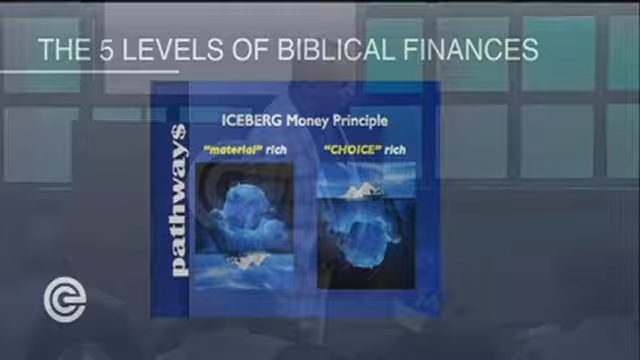 THE 5 LEVELS OF BIBLICAL FINANCES
ICEBERG Money Principle
"material" rich
"CHOICE" rich
pathway$